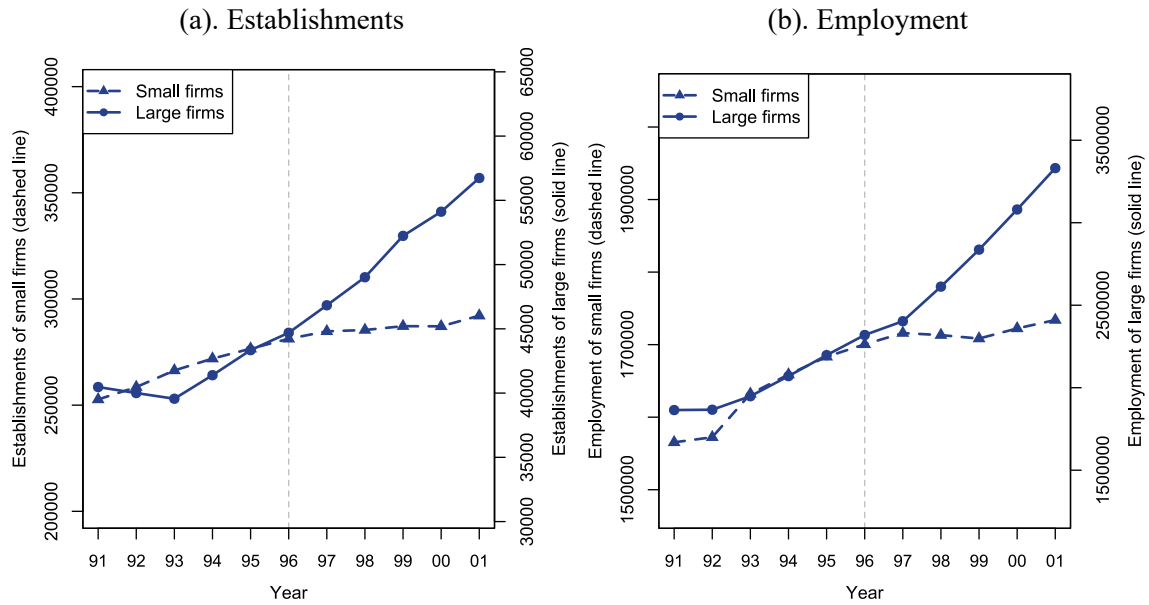 (a). Establishments
Small firms
Large firms
Establishments of small firms (dashed line)
200000
250000
300000
350000
400000
Establishments of large firms (solid line)
30000
35000
40000
45000
50000
55000
60000
65000
91 92 93 94 95 96 97 98 99 00 01
Year
(b). Employment
Small firms
Large firms
Employment of small firms (dashed line)
1500000
1700000
1900000
Employment of large firms (solid line)
1500000
2500000
3500000
91 92 93 94 95 96 97 98 99 00 01
Year